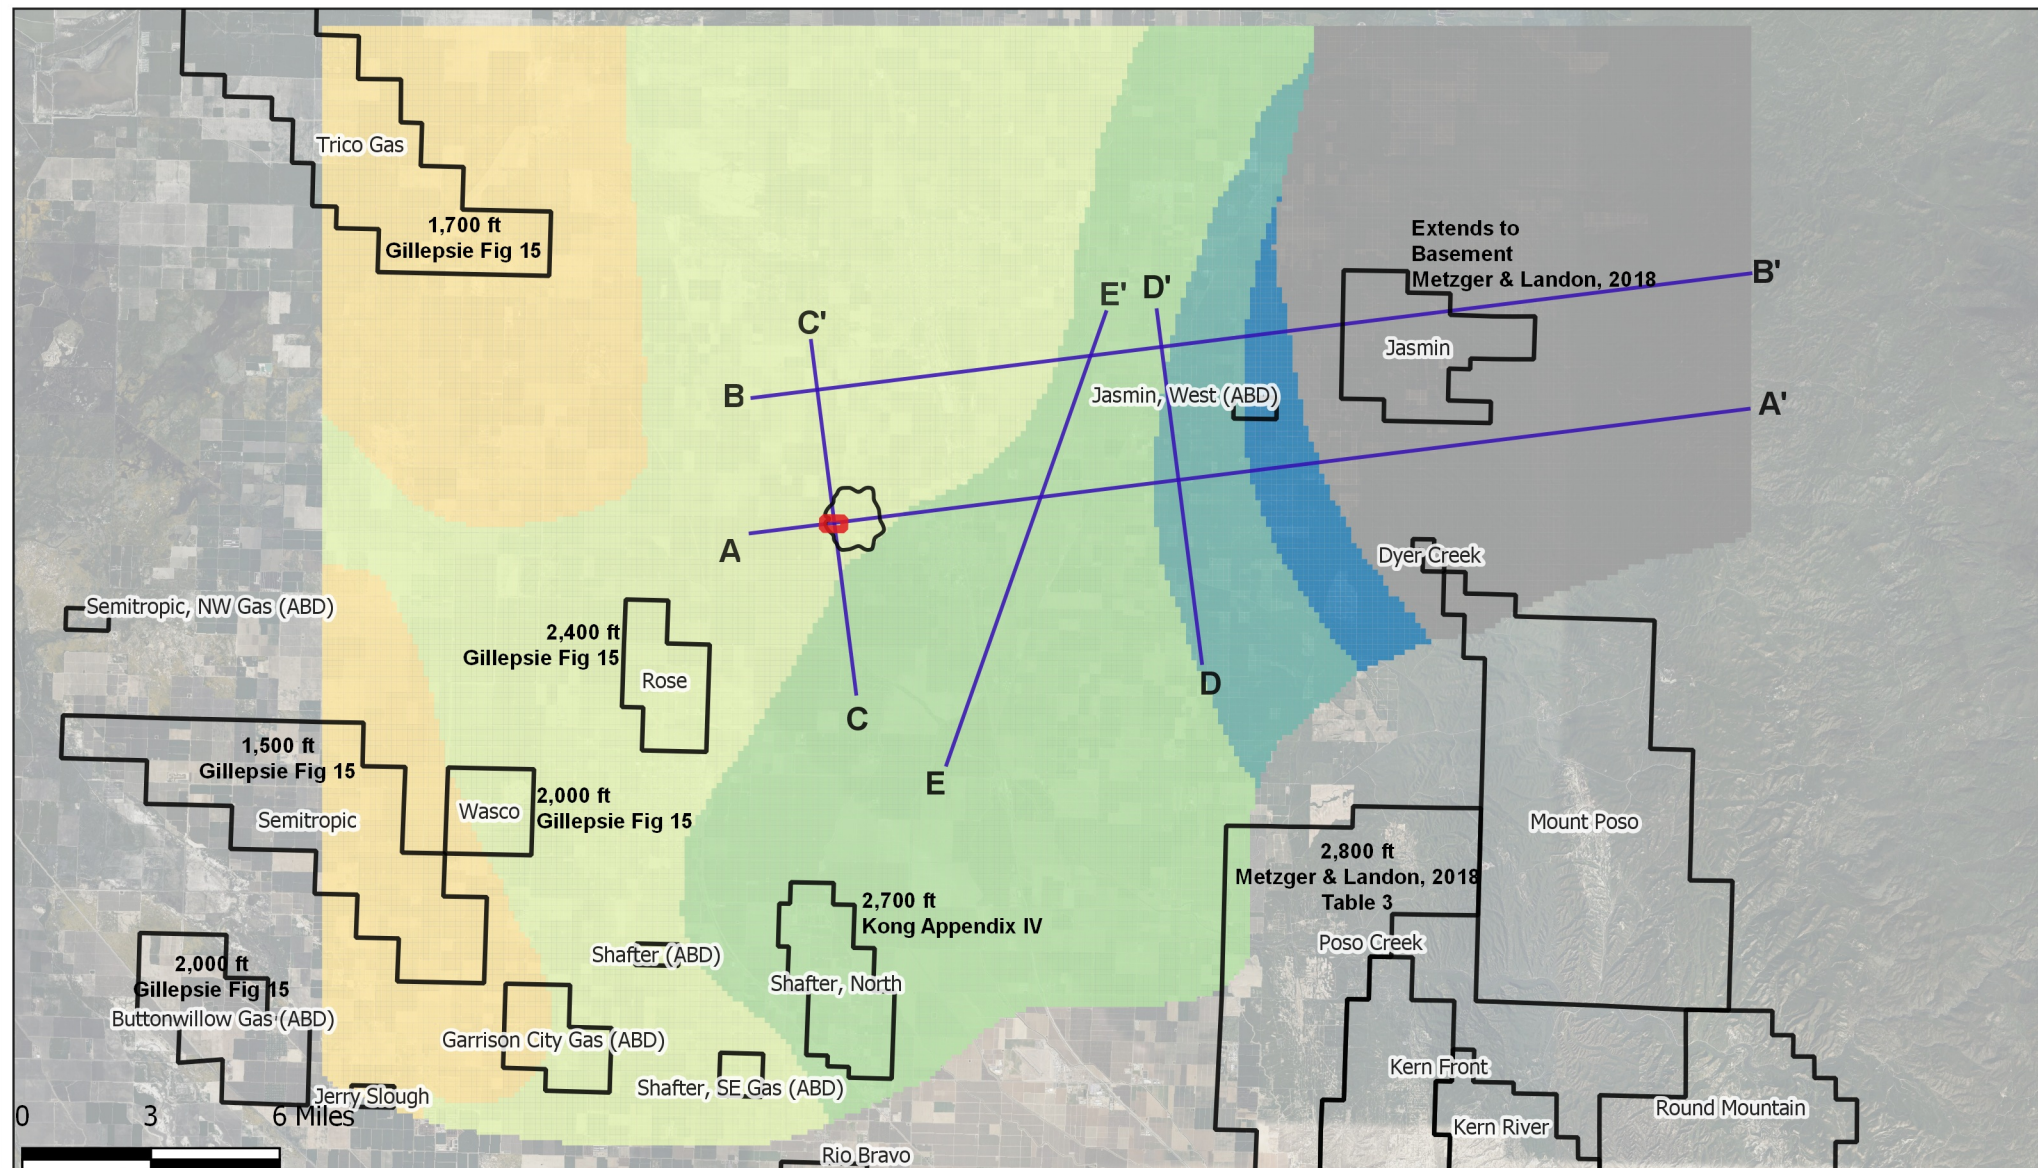 Trico Gas
1,700 ft
Gillepsie Fig 15
Extends to
Basement
Metzger & Landon, 2018
B'
E'
D'
C'
Jasmin
B
Jasmin, West (ABD)
A'
A
Dyer Creek
Semitropic, NW Gas (ABD)
2,400 ft
Gillepsie Fig 15
Rose
D
C
1,500 ft
Gillepsie Fig 15
E
2,000 ft
Gillepsie Fig 15
Wasco
Semitropic
Mount Poso
2,800 ft
Metzger & Landon, 2018
Table 3
2,700 ft
Kong Appendix IV
Poso Creek
Shafter (ABD)
2,000 ft
Gillepsie Fig 15
Shafter, North
Buttonwillow Gas (ABD)
Garrison City Gas (ABD)
Kern Front
Shafter, SE Gas (ABD)
Jerry Slough
Round Mountain
0 3 6 Miles
Kern River
Rio Bravo